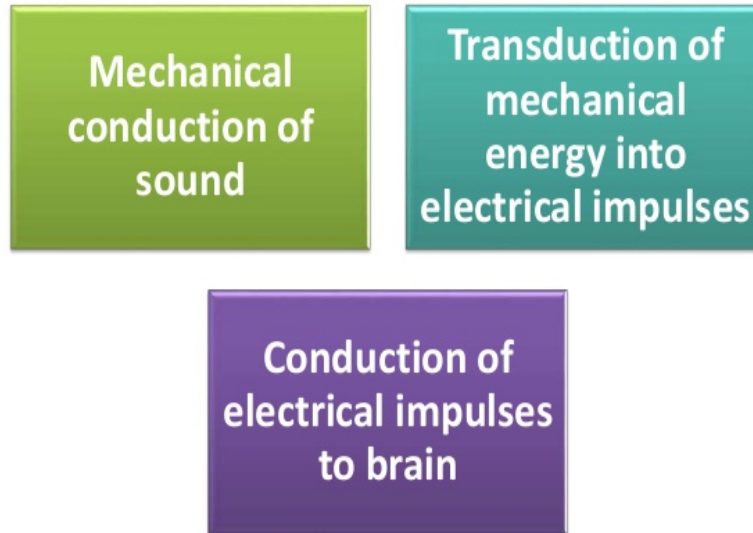 Mechanical
conduction of
sound
Transduction of
mechanical
energy into
electrical impulses
Conduction of
electrical impulses
to brain